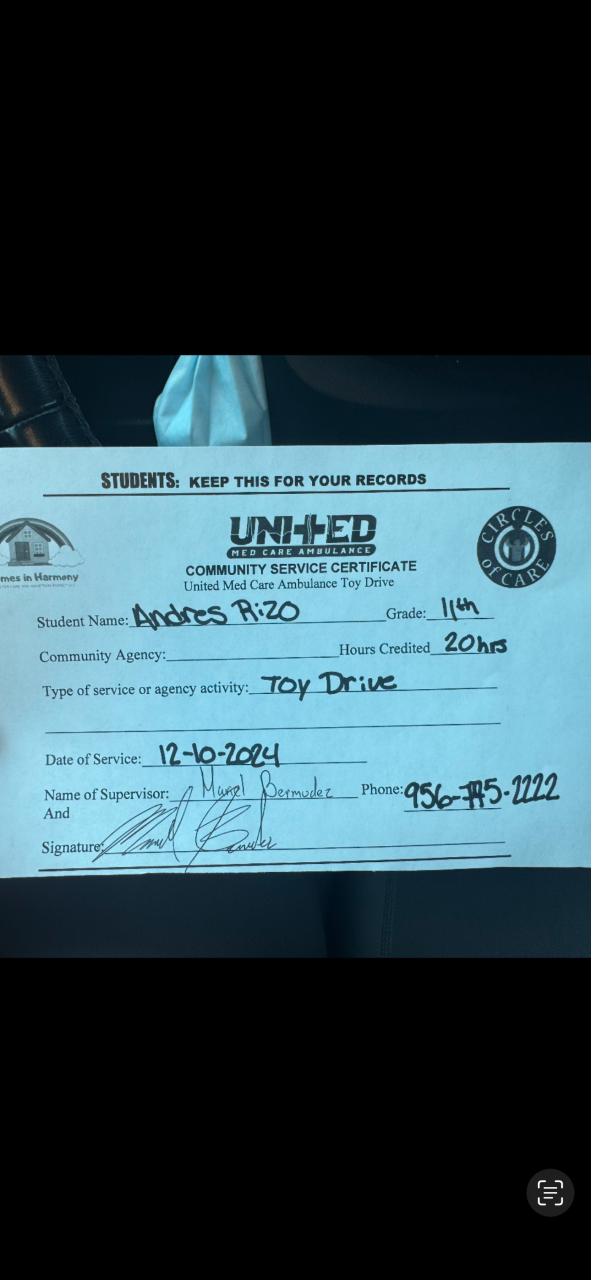 STUDENTS: KEEP THIS FOR YOUR RECORDS
UNITED
MED CARE AMBULANCE
CIRCLES OF CARE
mes in Harmony
COMMUNITY SERVICE CERTIFICATE
United Med Care Ambulance Toy Drive
Student Name: Andres Rizo Grade: 11th
Community Agency: Hours Credited 20hrs
Type of service or agency activity: Toy Drive
Date of Service: 12-10-2024
Name of Supervisor: Bermudez Phone: 956-
And
Signature: